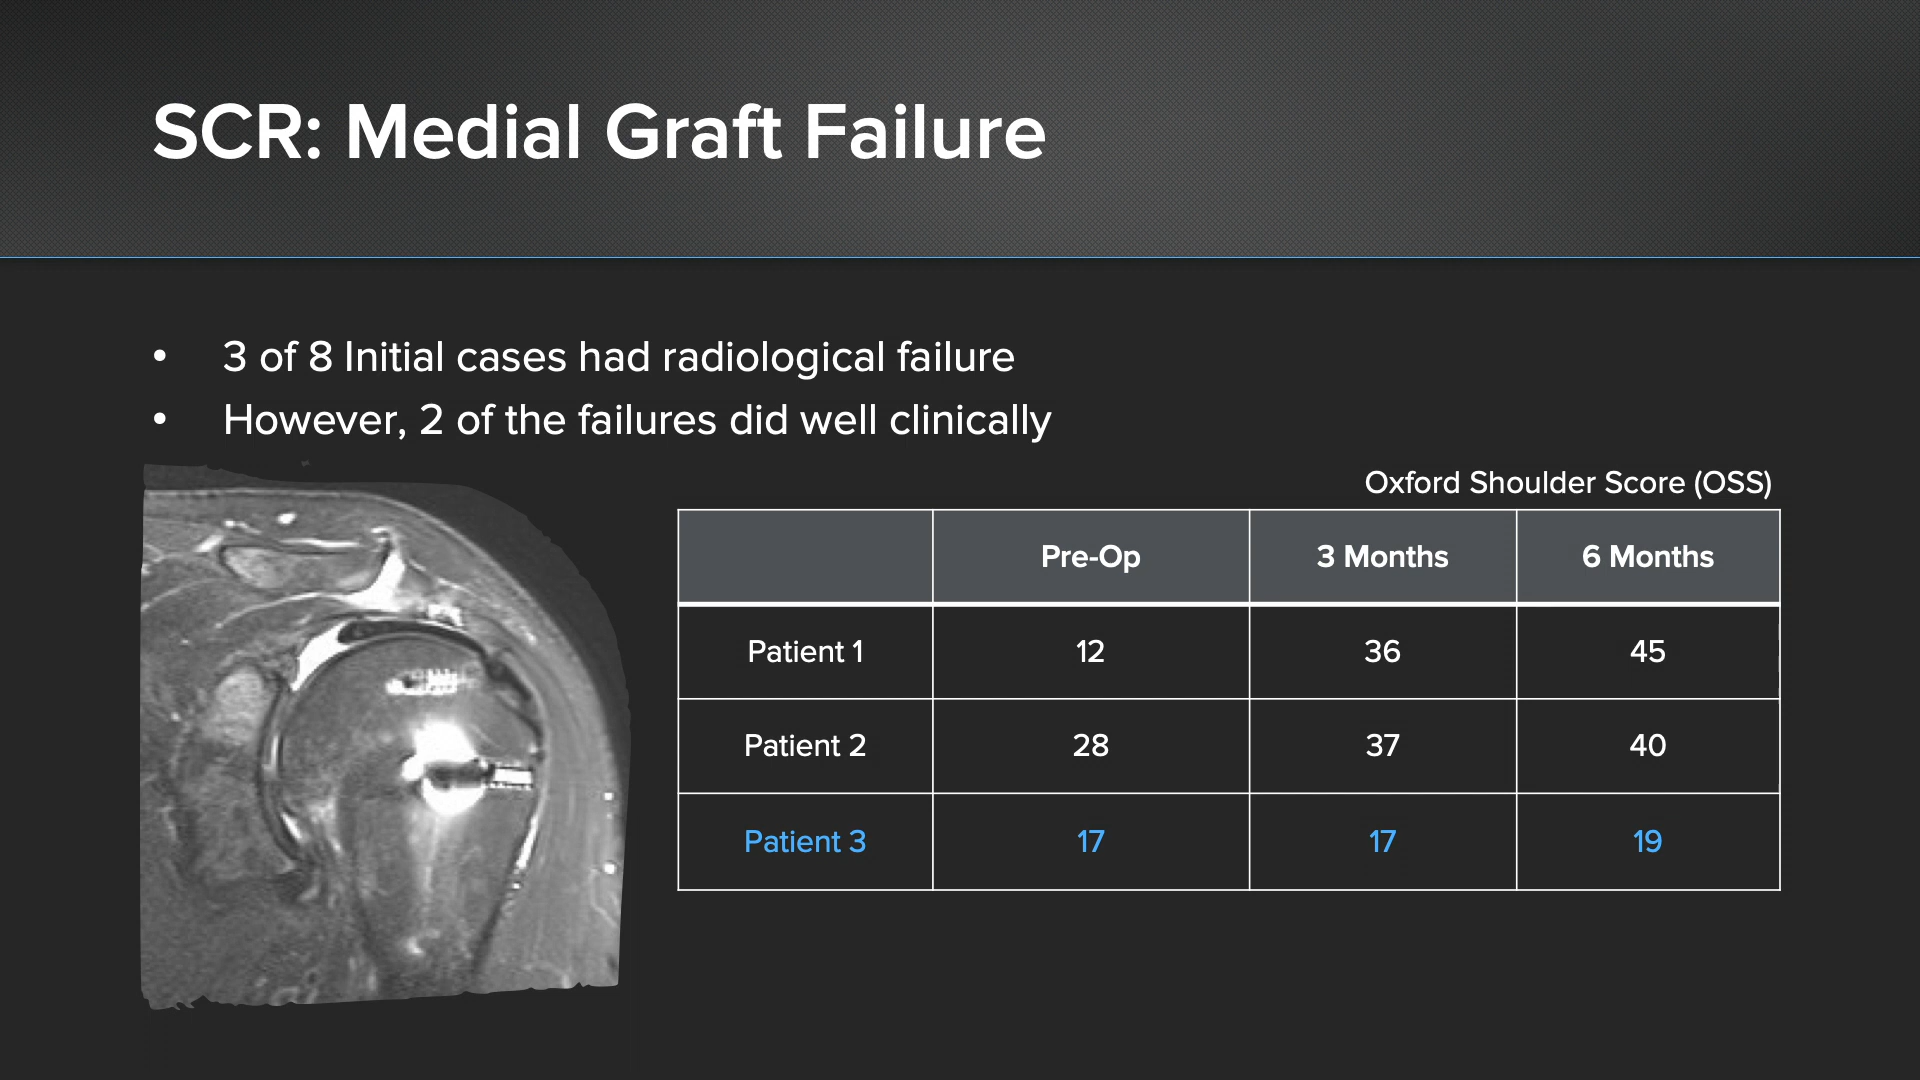 SCR: Medial Graft Failure
• 3 of 8 Initial cases had radiological failure
• However, 2 of the failures did well clinically
Oxford Shoulder Score (OSS)
Pre-Op 3 Months 6 Months
Patient 1 12 36 45
Patient 2 28 37 40
Patient 3 17 17 19